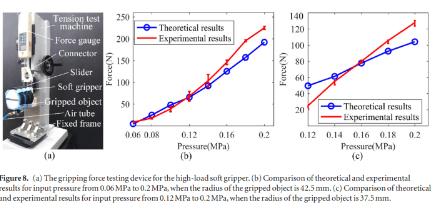 Tension test
machine
Force gauge
Connector
Slider
Soft gripper
Gripped object
Air tube
Fixed frame
(a)
Force(N)
250
200
150
100
50
0.06 0.08
0.12
0.16
0.2
Pressure(MPa)
Theoretical results
Experimental results
(b)
Force(N)
140
120
100
80
60
40
20
0
0.12
0.14
0.16
0.18
0.2
Pressure(MPa)
Theoretical results
Experimental results
(c)
Figure 8. (a) The gripping force testing device for the high-load soft gripper. (b) Comparison of theoretical and experimental
results for input pressure from 0.06 MPa to 0.2 MPa, when the radius of the gripped object is 42.5 mm. (c) Comparison of theoretical
and experimental results for input pressure from 0.12 MPa to 0.2 MPa, when the radius of the gripped object is 37.5 mm.